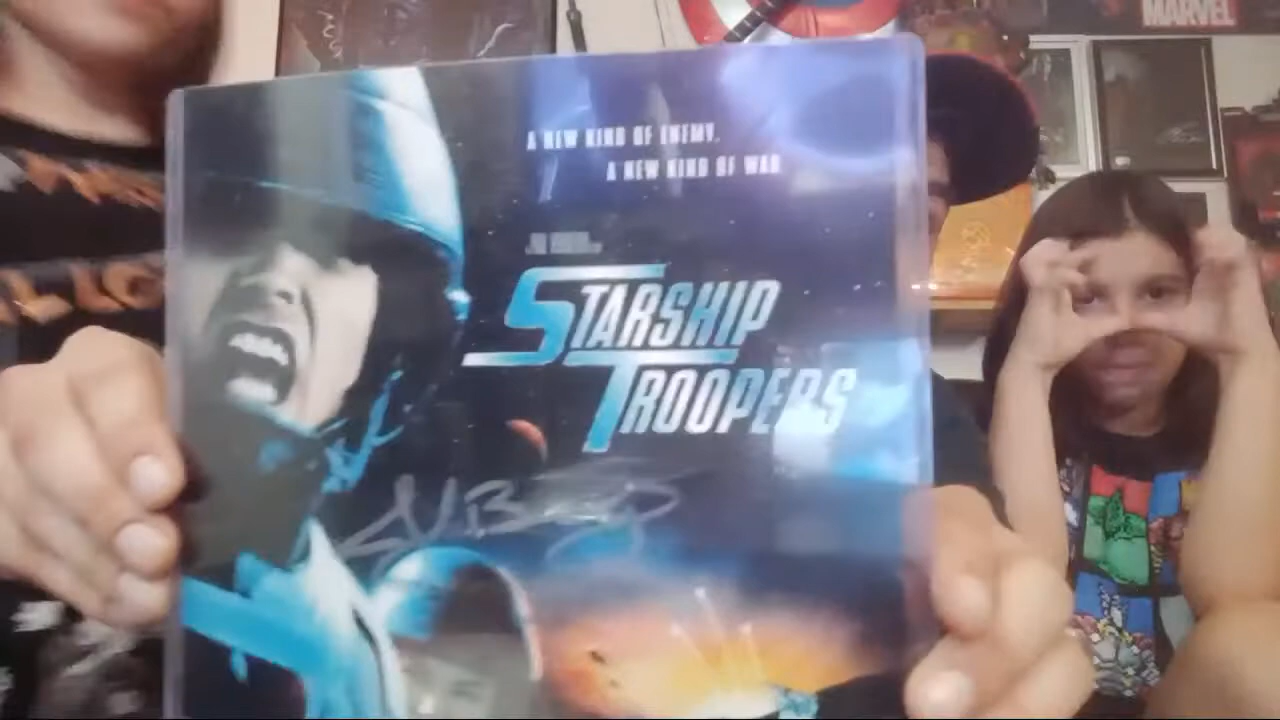 MARVEL
A NEW KIND OF ENEMY.
A NEW KIND OF WAR
STARSHIP
TROOPERS